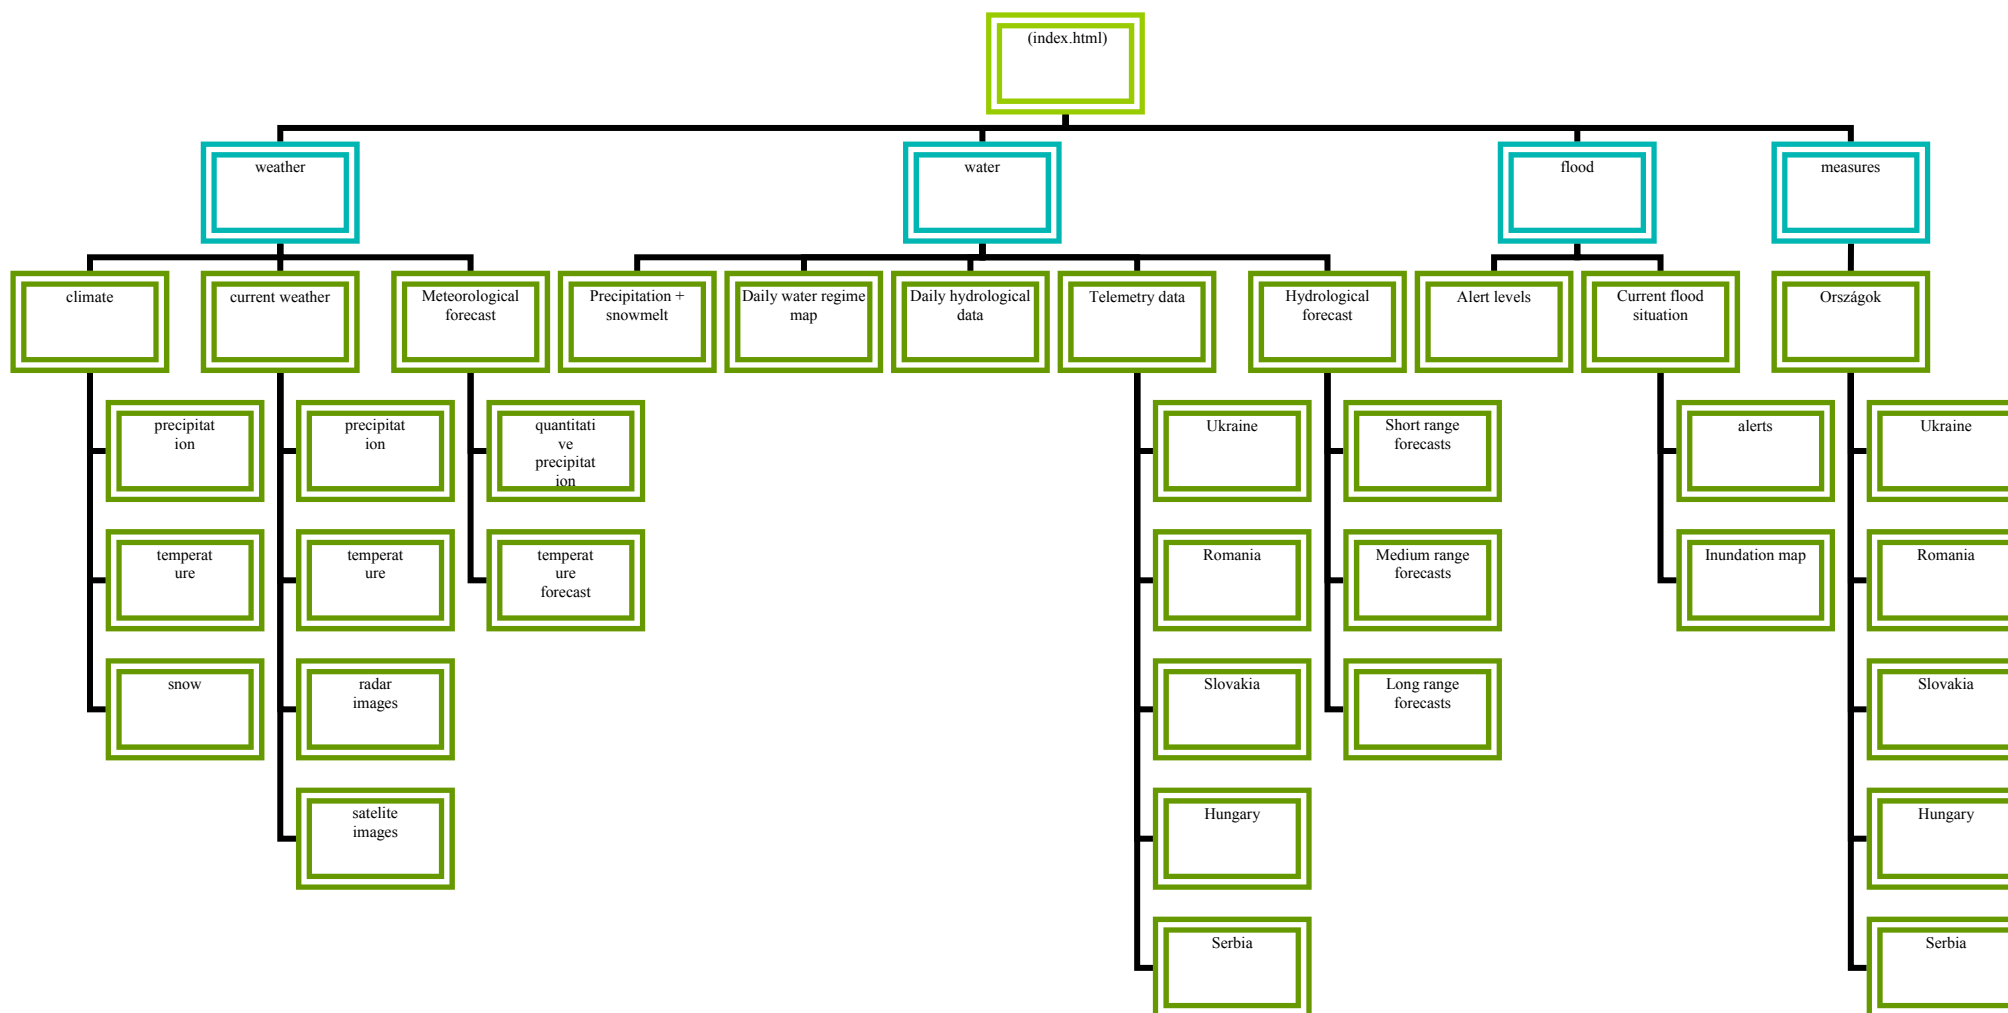 (index.html)
weather
water
flood
measures
climate
current weather
Meteorological
forecast
Precipitation +
snowmelt
Daily water regime
map
Daily hydrological
data
Telemetry data
Hydrological
forecast
Alert levels
Current flood
situation
Országok
precipitat
ion
precipitat
ion
quantitati
ve
precipitat
ion
Ukraine
Short range
forecasts
alerts
Ukraine
temperat
ure
temperat
ure
temperat
ure
forecast
Romania
Medium range
forecasts
Inundation map
Romania
snow
radar
images
Slovakia
Long range
forecasts
Slovakia
satelite
images
Hungary
Hungary
Serbia
Serbia